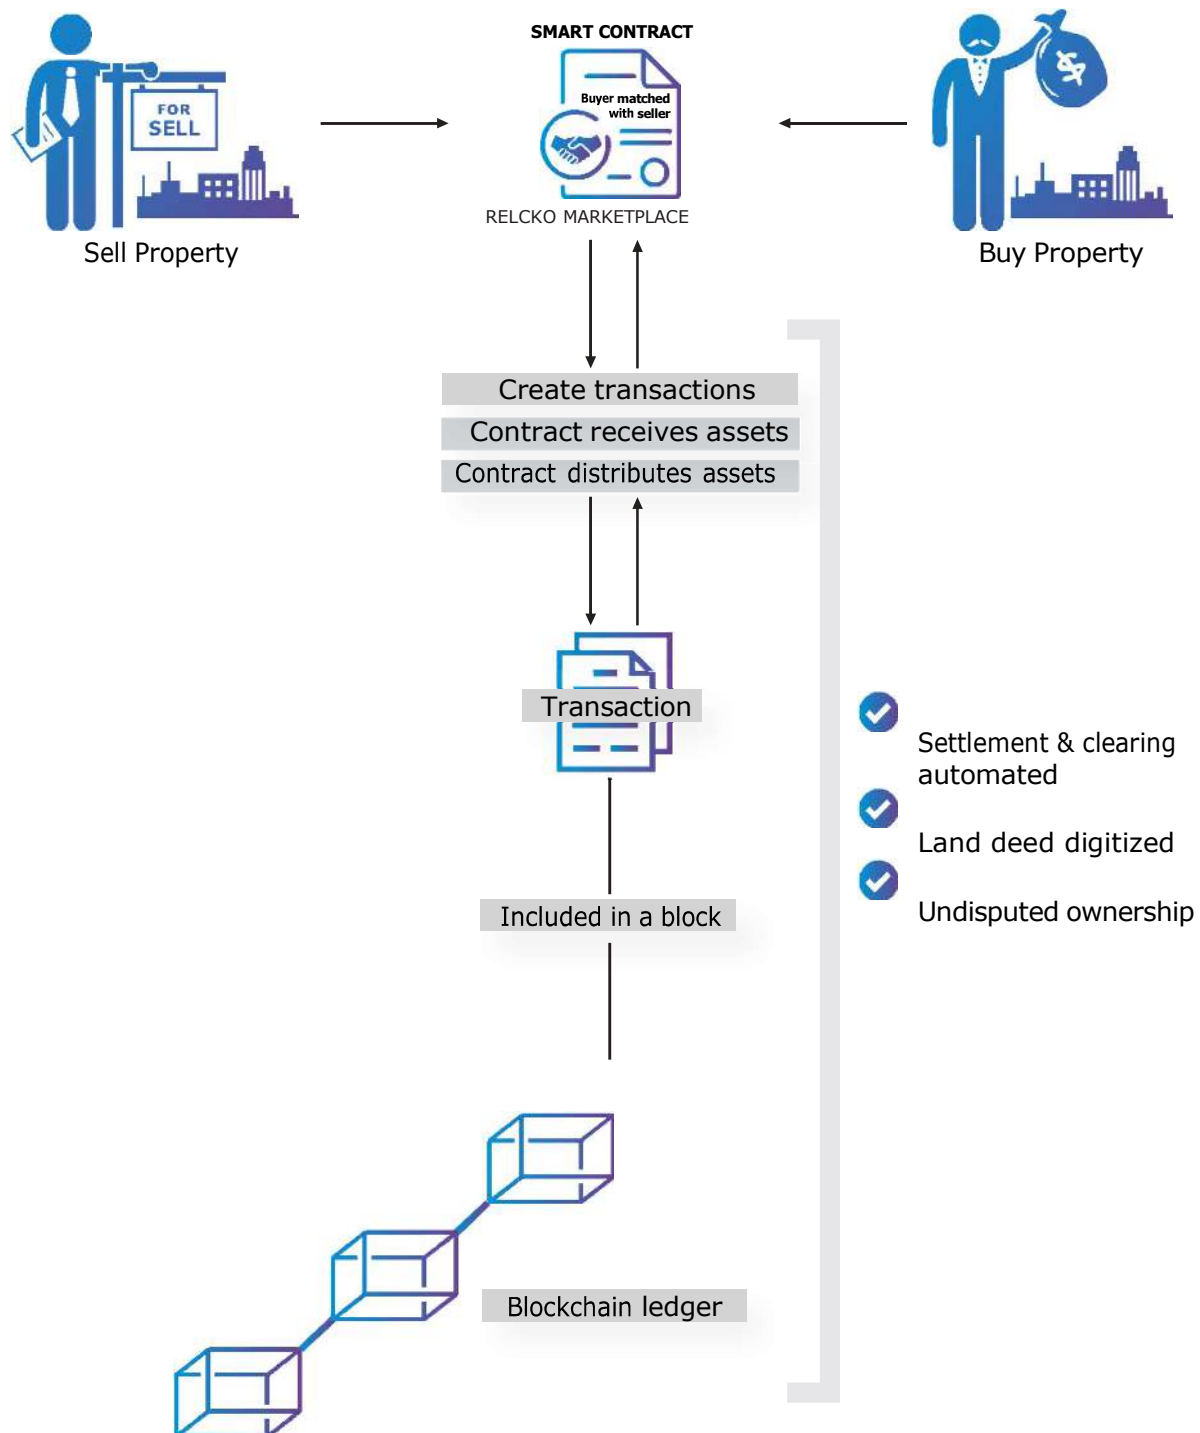 SMART CONTRACT
FOR
SELL
Buyer matched
with seller
$
RELCKO MARKETPLACE
Sell Property
Buy Property
Create transactions
Contract receives assets
Contract distributes assets
Transaction
Settlement & clearing
automated
Land deed digitized
Included in a block
Undisputed ownership
Blockchain ledger